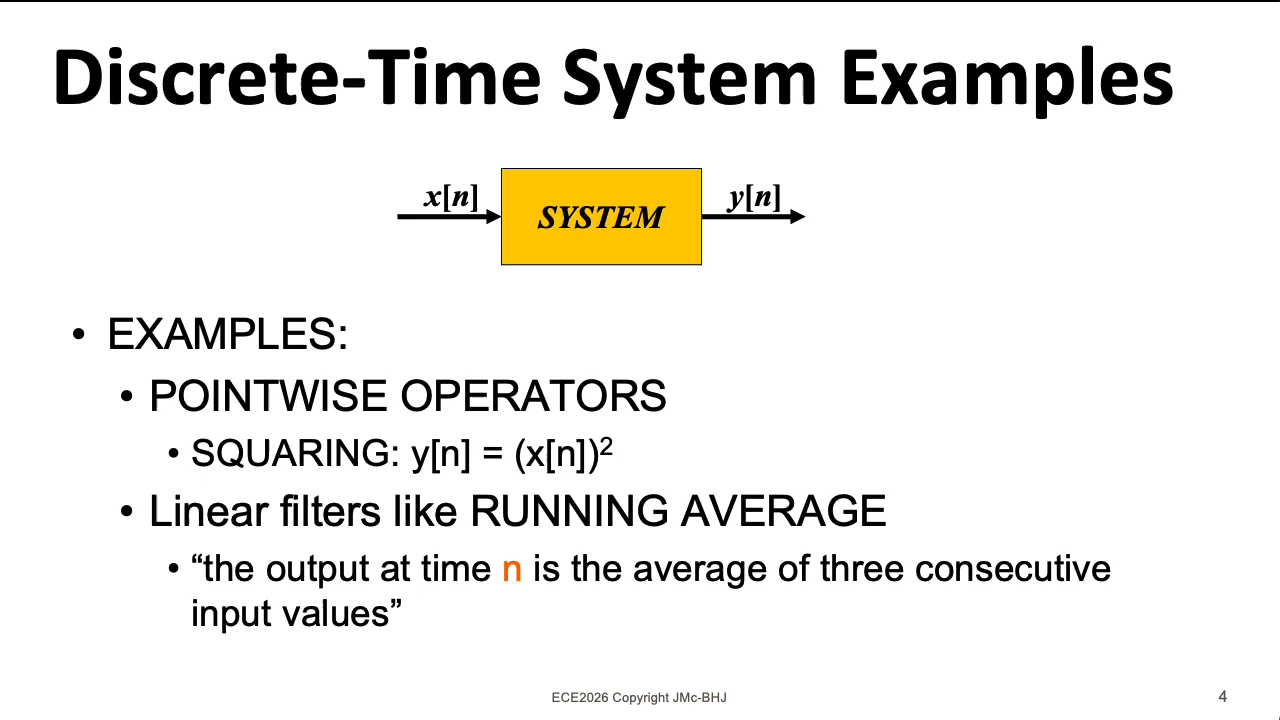 Discrete-Time System Examples
x[n]
SYSTEM
y[n]
• EXAMPLES:
• POINTWISE OPERATORS
• SQUARING: y[n] = (x[n])²
• Linear filters like RUNNING AVERAGE
• “the output at time n is the average of three consecutive
input values”
ECE2026 Copyright JMc-BHJ
4